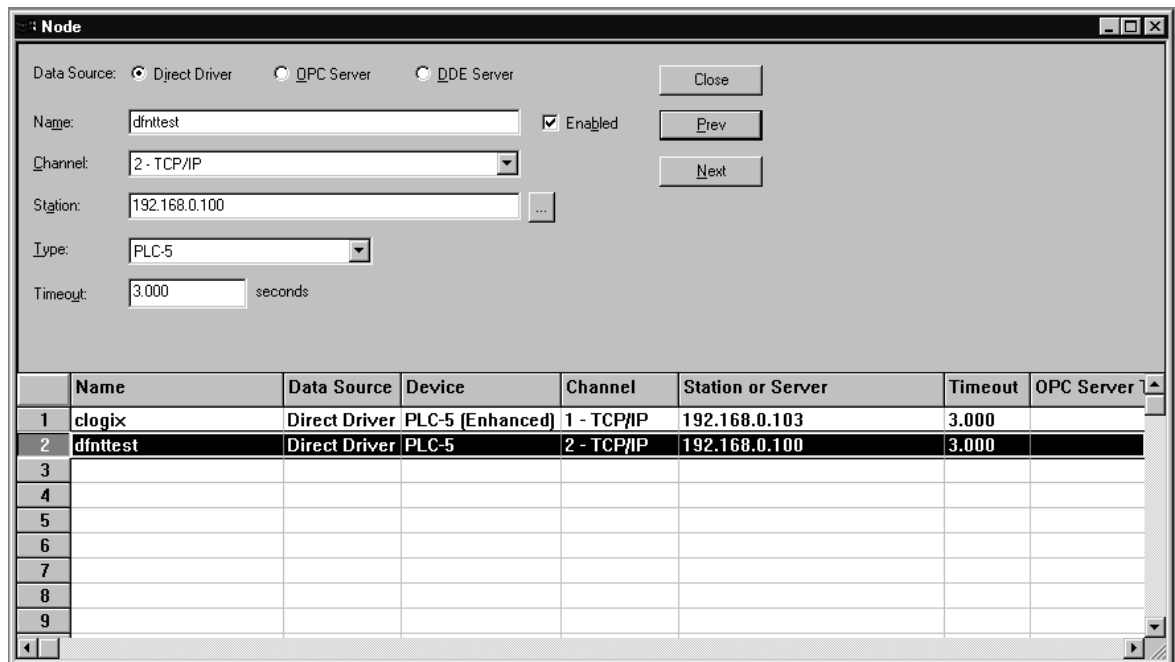 Node
Data Source: Direct Driver OPC Server DDE Server Close
Name: dfnttest Enabled Prev
Channel: 2 - TCP/IP Next
Station: 192.168.0.100 ...
Type: PLC-5
Timeout: 3.000 seconds
Name Data Source Device Channel Station or Server Timeout OPC Server
1 clogix Direct Driver PLC-5 (Enhanced) 1 - TCP/IP 192.168.0.103 3.000
2 dfnttest Direct Driver PLC-5 2 - TCP/IP 192.168.0.100 3.000
3
4
5
6
7
8
9